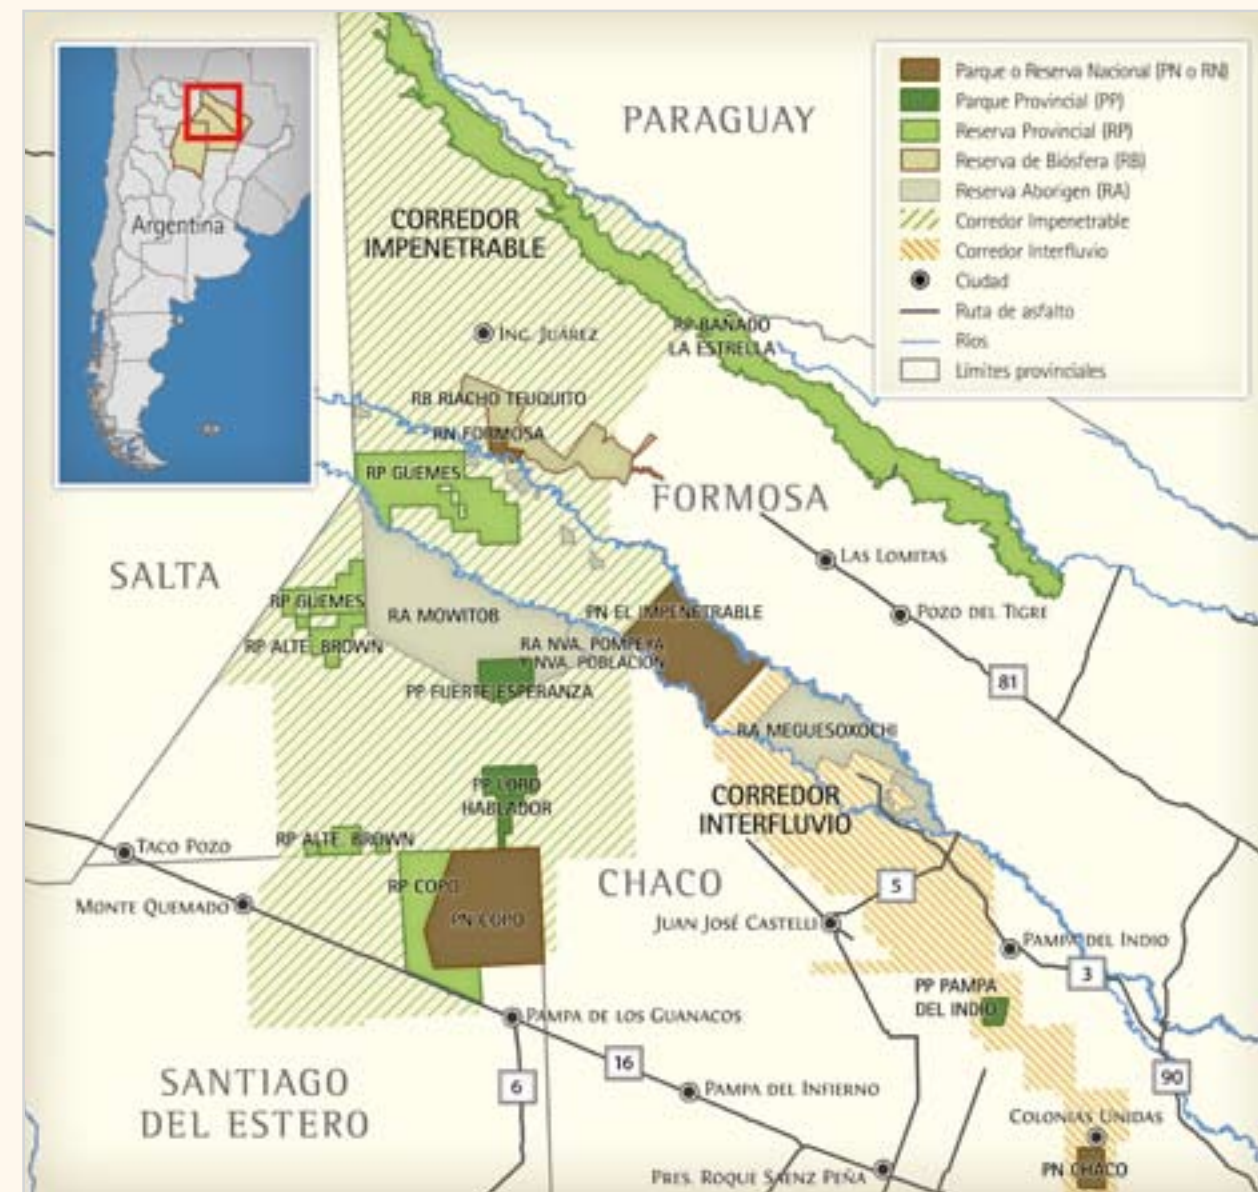 Argentina
PARAGUAY
Parque o Reserva Nacional (PN o RN)
Parque Provincial (PP)
Reserva Provincial (RP)
Reserva de Biósfera (RB)
Reserva Aborigen (RA)
Corredor Impenetrable
Corredor Interfluvio
Ciudad
Ruta de asfalto
Ríos
Límites provinciales
CORREDOR
IMPENETRABLE
ING. JUÁREZ
RP BAÑADO
LA ESTRELLA
RB RIACHO TEUQUITO
RN FORMOSA
RP GUEMES
FORMOSA
SALTA
LAS LOMITAS
RP GUEMES
RA MOWITOB
PN EL IMPENETRABLE
POZO DEL TIGRE
RP ALTE. BROWN
RA NVA. POMPEYA
Y NVA. POBLACIÓN
PP FUERTE ESPERANZA
81
RA MEGUESOXOCHI
PP LORO
HABLADOR
CORREDOR
INTERFLUVIO
TACO POZO
RP ALTE. BROWN
RP COPO
CHACO
5
MONTE QUEMADO
PN COPO
JUAN JOSÉ CASTELLI
PAMPA DEL INDIO
3
PP PAMPA
DEL INDIO
PAMPA DE LOS GUANACOS
SANTIAGO
DEL ESTERO
6
16
PAMPA DEL INFIERNO
90
COLONIAS UNIDAS
PRES. ROQUE SÁENZ PEÑA
PN CHACO